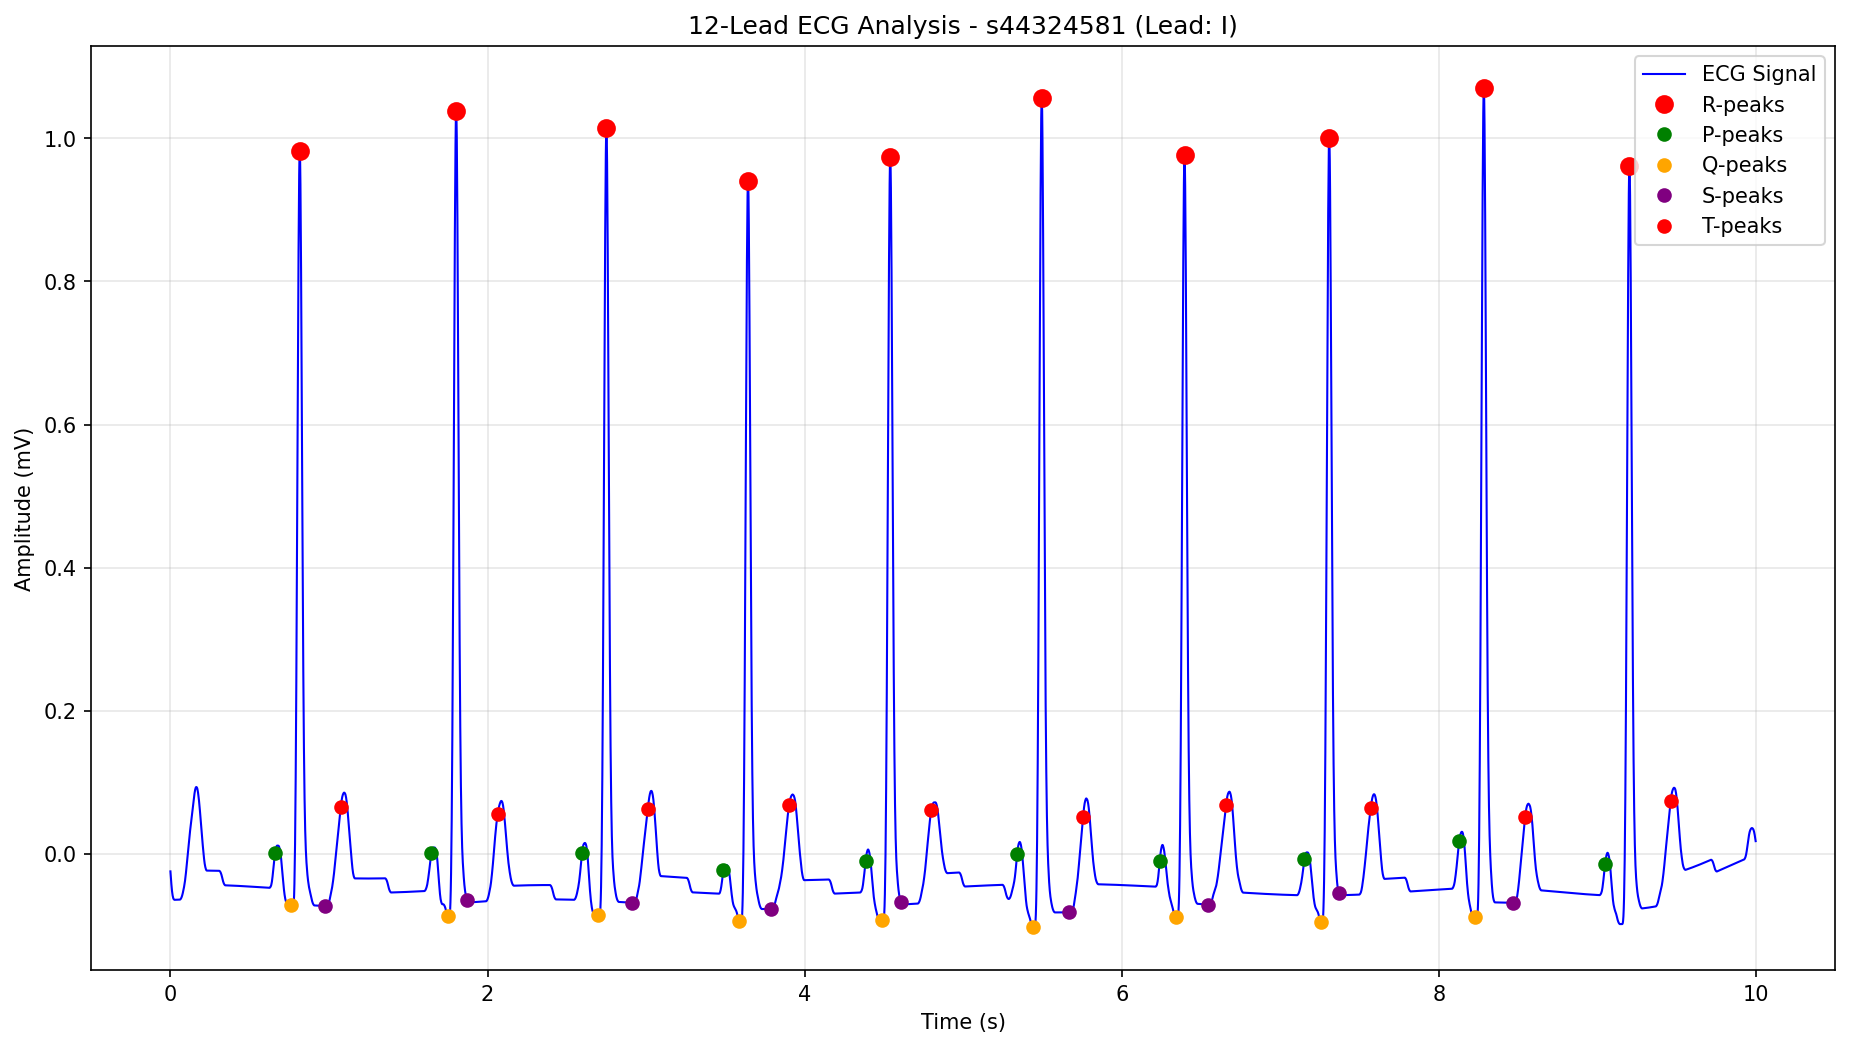 12-Lead ECG Analysis - s44324581 (Lead: I)
ECG Signal
R-peaks
P-peaks
Q-peaks
S-peaks
T-peaks
Amplitude (mV)
1.0
0.8
0.6
0.4
0.2
0.0
0 2 4 6 8 10
Time (s)